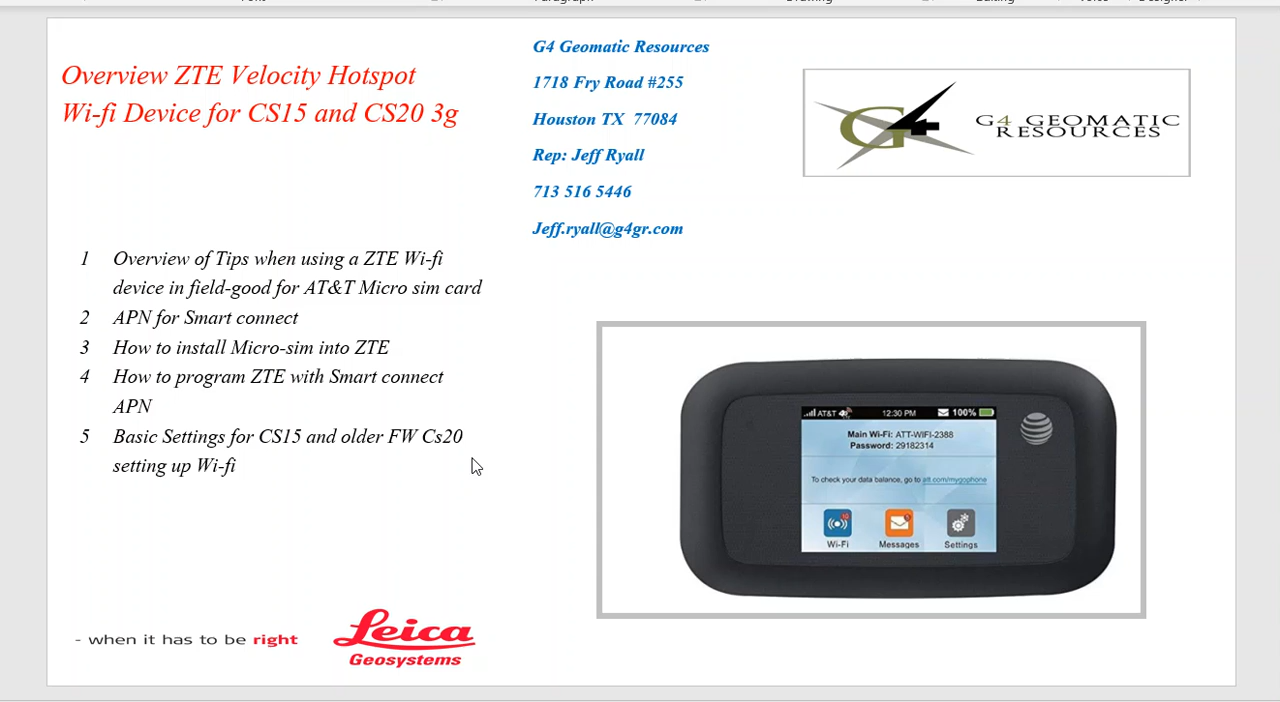 Overview ZTE Velocity Hotspot
Wi-fi Device for CS15 and CS20 3g
G4 Geomatic Resources
1718 Fry Road #255
Houston TX 77084
Rep: Jeff Ryall
713 516 5446
Jeff.ryall@g4gr.com
G4
G4 GEOMATIC
RESOURCES
1 Overview of Tips when using a ZTE Wi-fi
device in field-good for AT&T Micro sim card
2 APN for Smart connect
3 How to install Micro-sim into ZTE
4 How to program ZTE with Smart connect
APN
5 Basic Settings for CS15 and older FW Cs20
setting up Wi-fi
AT&T 12:30 PM 100%
Main Wi-Fi: ATT-WIFI-2388
Password: 29182314
To check your data balance, go to att.com/mygophone
Wi-Fi Messages Settings
- when it has to be right
Leica
Geosystems